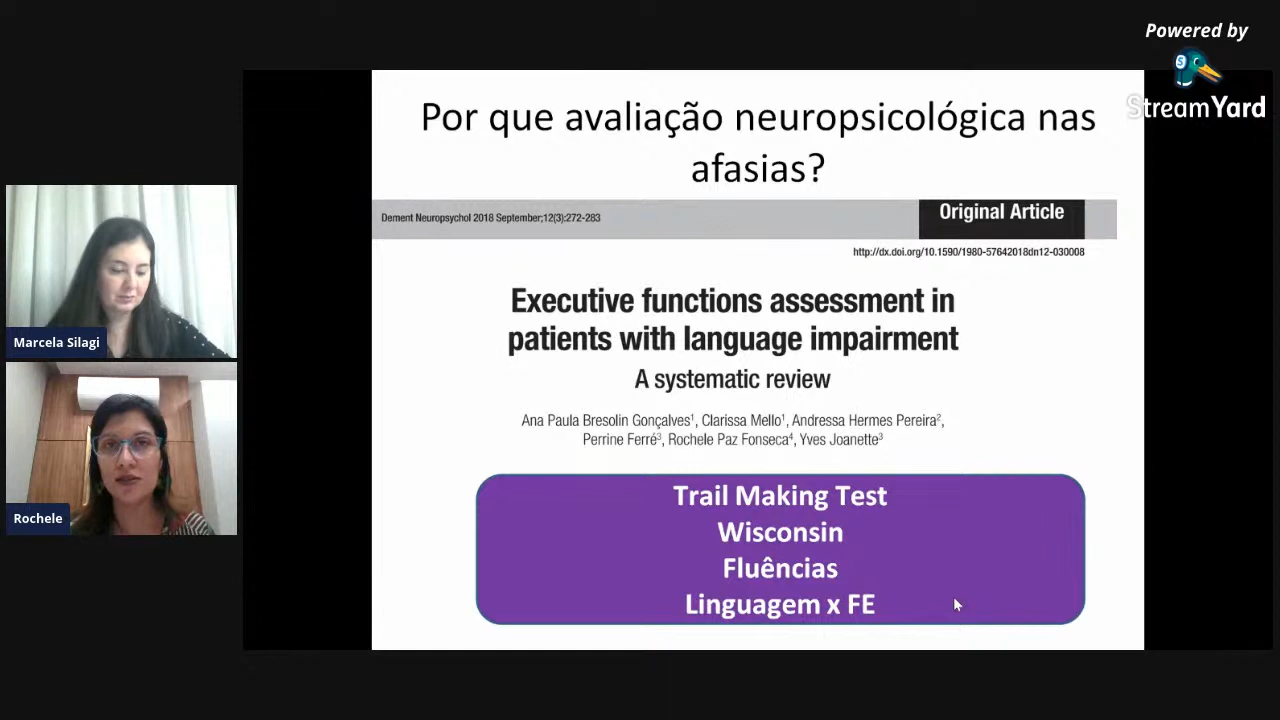 Powered by
StreamYard
Por que avaliação neuropsicológica nas
afasias?
Dement Neuropsychol 2018 September;12(3):272-283
Original Article
http://dx.doi.org/10.1590/1980-57642018dn12-030008
Executive functions assessment in
patients with language impairment
A systematic review
Ana Paula Bresolin Gonçalves¹, Clarissa Mello¹, Andressa Hermes Pereira²,
Perrine Ferré³, Rochele Paz Fonseca⁴, Yves Joanette³
Trail Making Test
Wisconsin
Fluências
Linguagem x FE
Marcela Silagi
Rochele